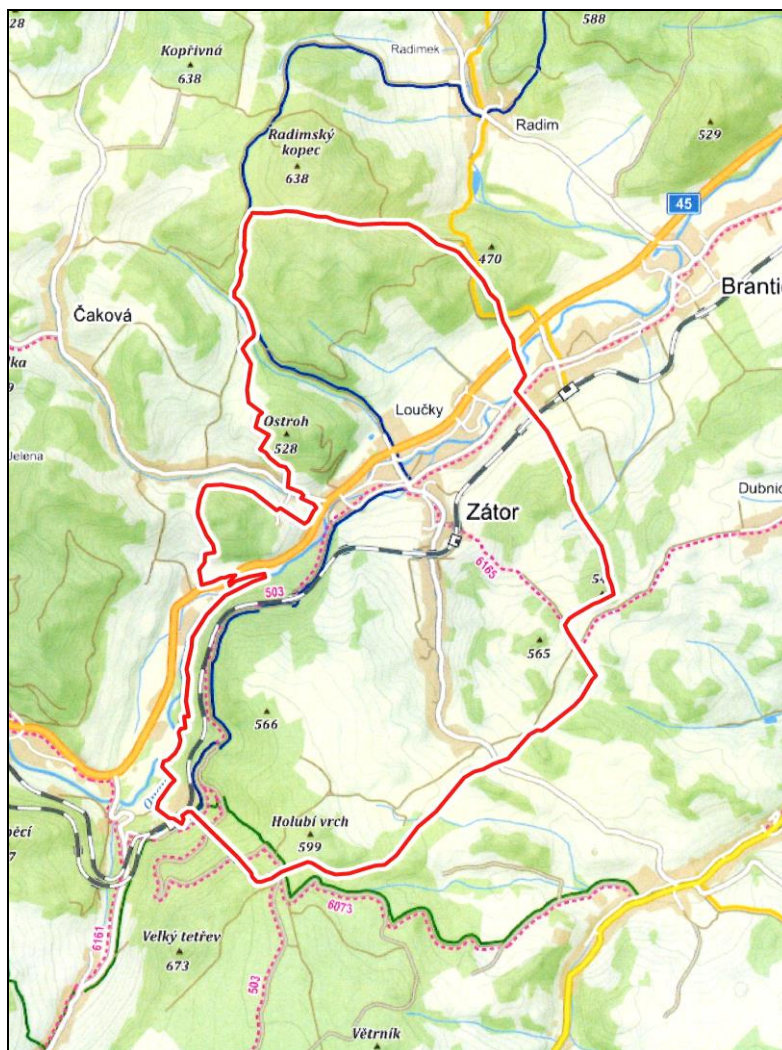 28
Kopřivná
638
Radimek
588
Radim
529
Radimský
kopec
638
45
470
Čaková
Loučky
Ostroh
528
Jelena
Zátor
Dubnic
503
6165
565
566
Holubí vrch
599
6073
6161
503
Velký tetřev
673
Větrník